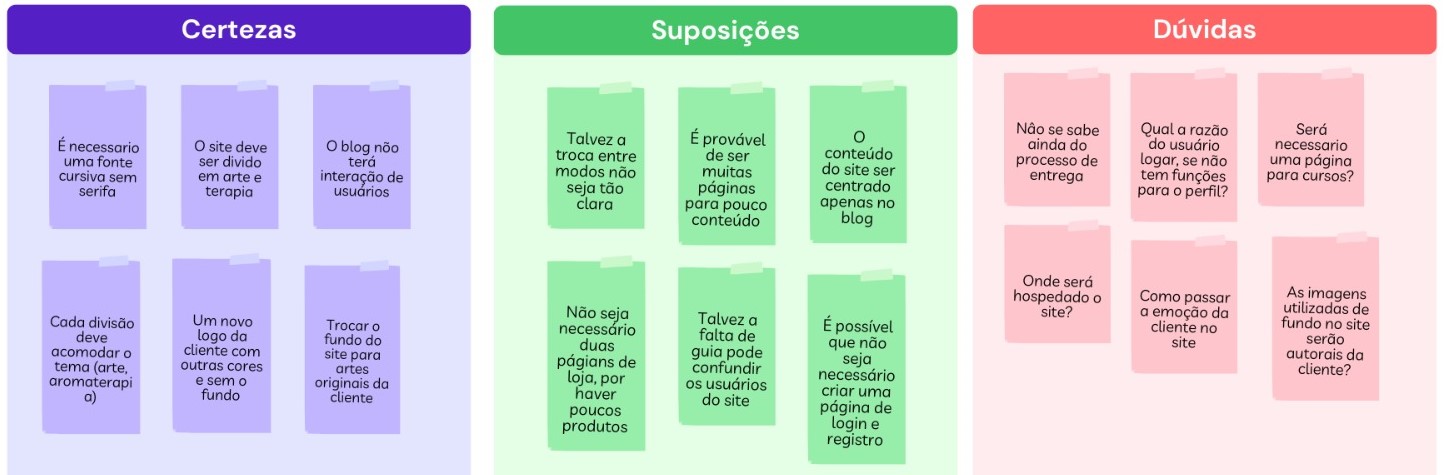 Certezas
É necessario
uma fonte
cursiva sem
serifa
O site deve
ser divido
em arte e
terapia
O blog não
terá
interação de
usuários
Cada divisão
deve
acomodar o
tema (arte,
aromaterapi
a)
Um novo
logo da
cliente com
outras cores
e sem o
fundo
Trocar o
fundo do
site para
artes
originais da
cliente
Suposições
Talvez a
troca entre
modos não
seja tão
clara
É provável
de ser
muitas
páginas
para pouco
conteúdo
O
conteúdo
do site ser
centrado
apenas no
blog
Não seja
necessário
duas
págians de
loja, por
haver
poucos
produtos
Talvez a
falta de
guia pode
confundir
os usuários
do site
É possível
que não
seja
necessário
criar uma
página de
login e
registro
Dúvidas
Não se sabe
ainda do
processo de
entrega
Qual a razão
do usuário
logar, se não
tem funções
para o perfil?
Será
necessario
uma página
para cursos?
Onde será
hospedado o
site?
Como passar
a emoção da
cliente no
site
As imagens
utilizadas de
fundo no site
serão
autorais da
cliente?